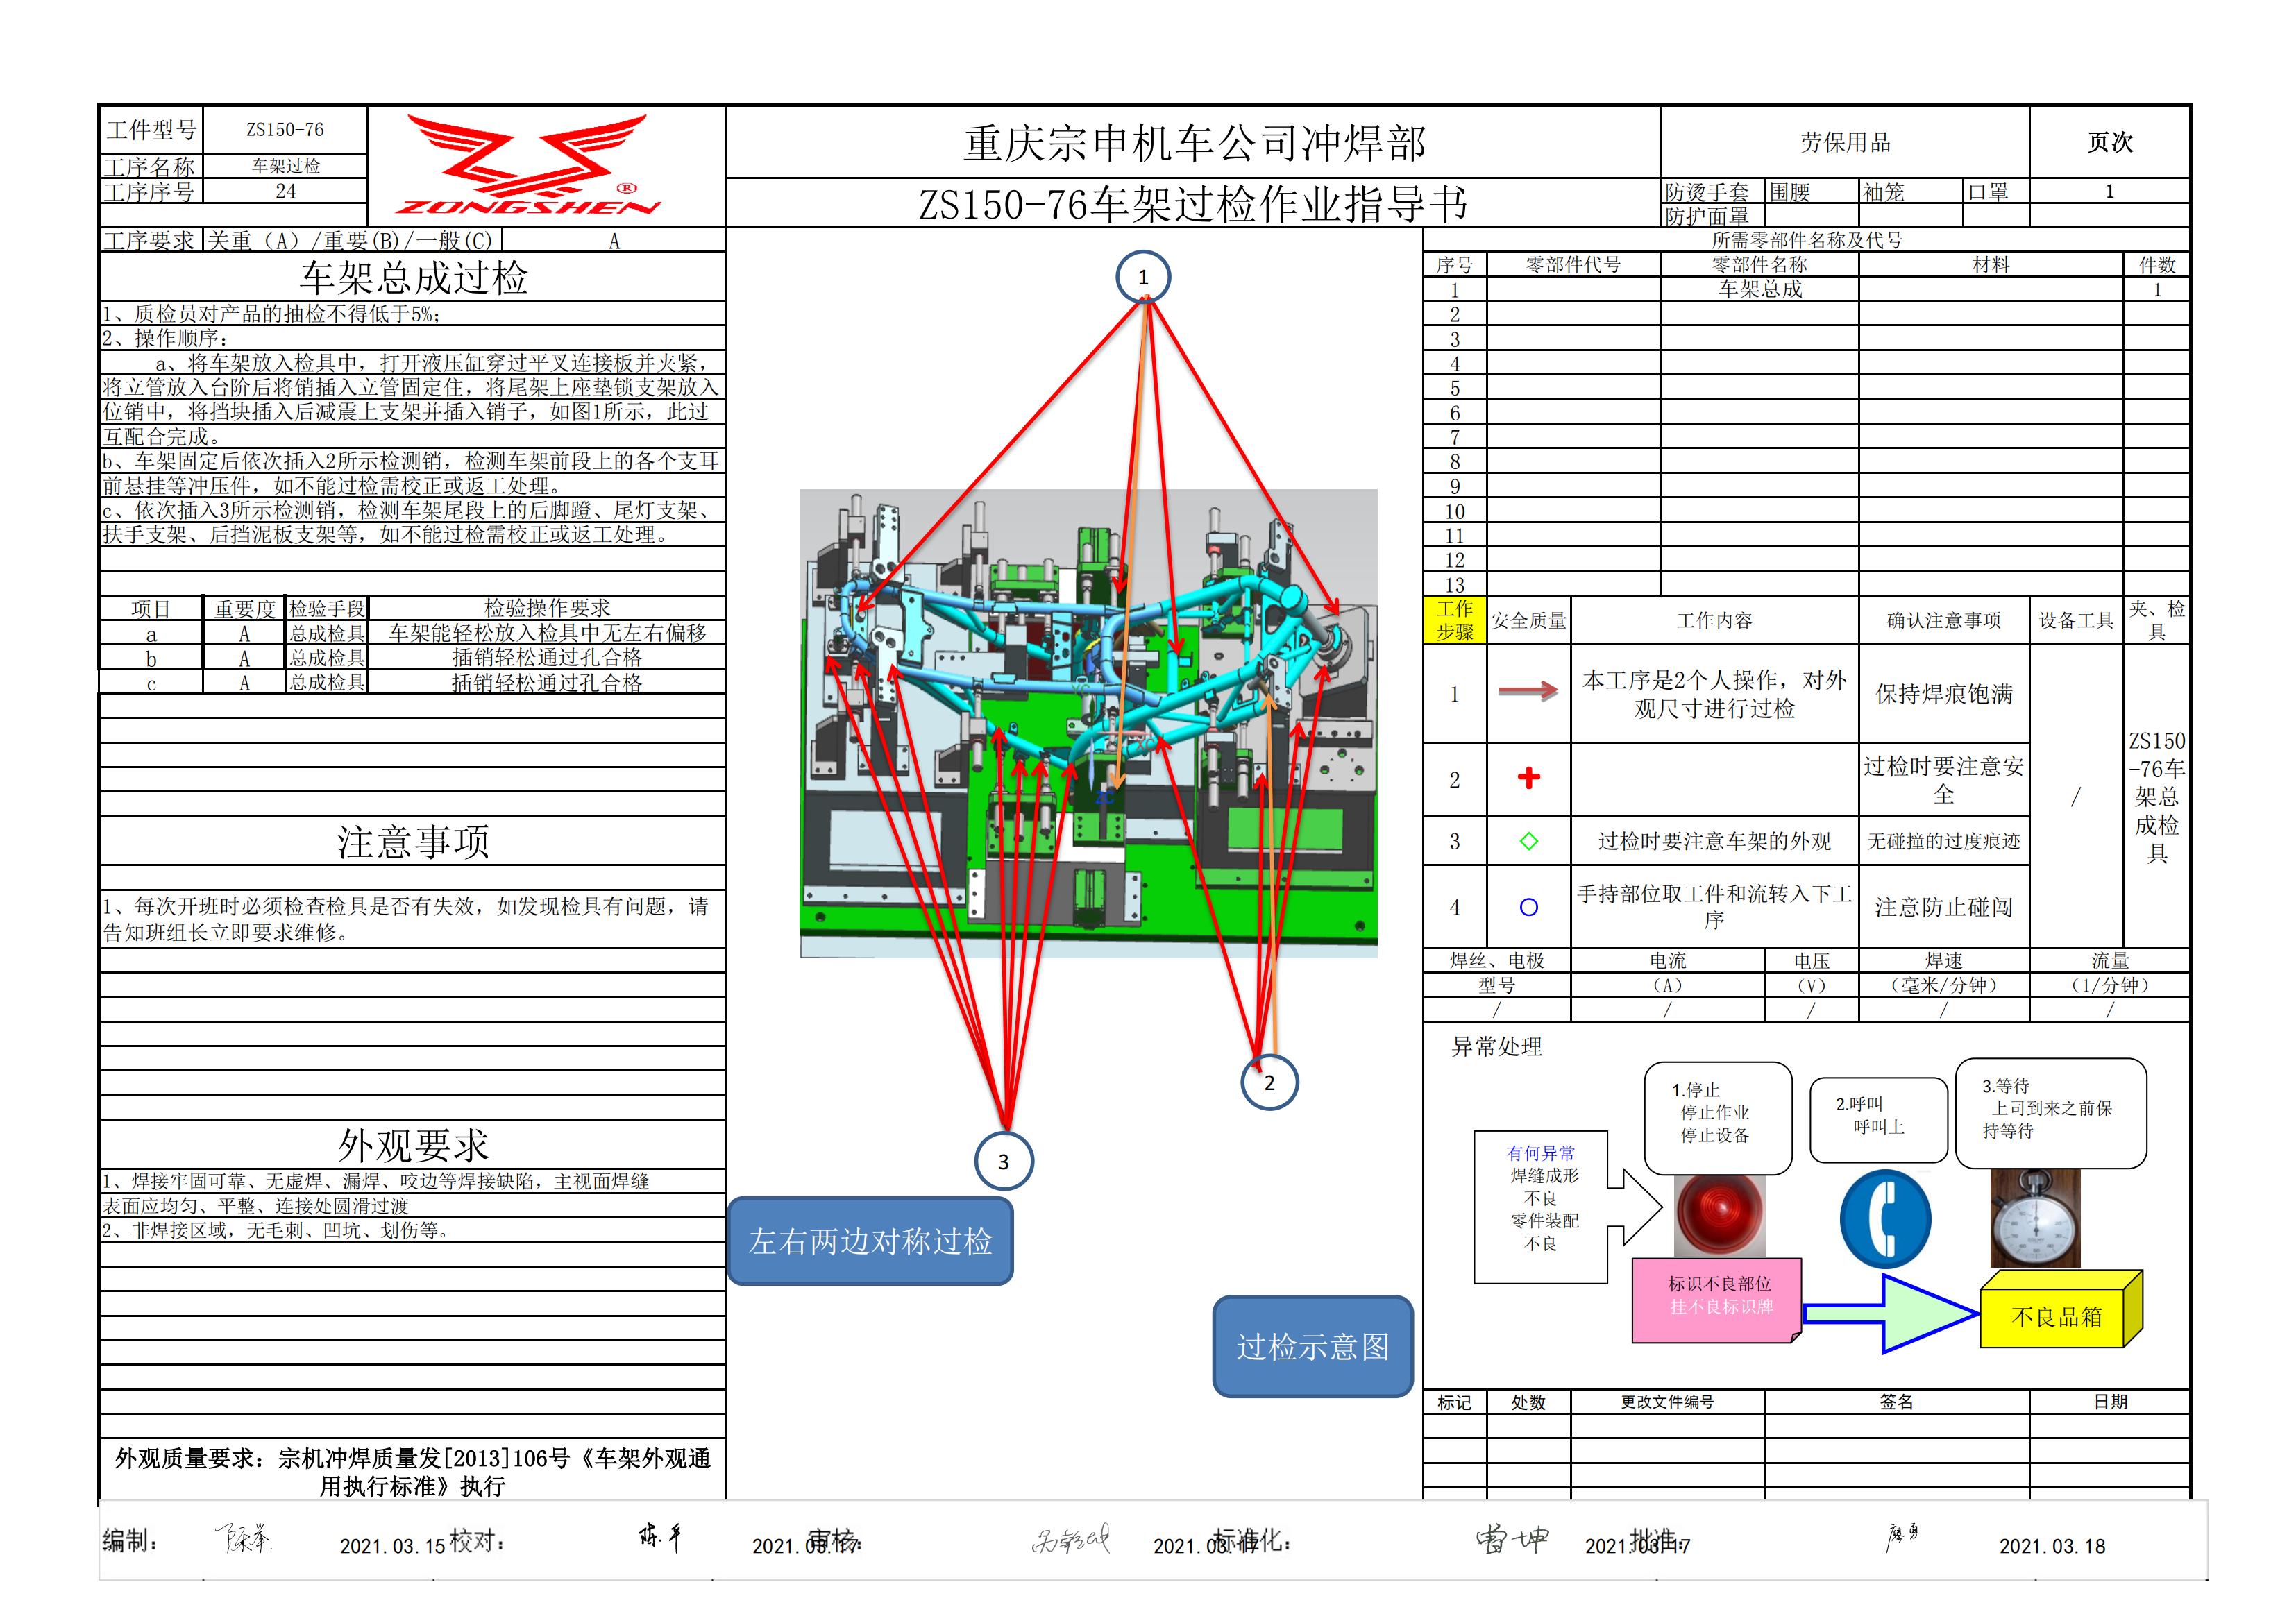 工件型号 ZS150-76
工序名称 车架过检
工序序号 24
ZONGSHEN ®
重庆宗申机车公司冲焊部
ZS150-76车架过检作业指导书
劳保用品 页次
防烫手套 围腰 袖笼 口罩 1
防护面罩
工序要求 关重（A）/重要(B)/一般(C) A
车架总成过检
1、质检员对产品的抽检不得低于5%；
2、操作顺序：
a、将车架放入检具中，打开液压缸穿过平叉连接板并夹紧，
将立管放入台阶后将销插入立管固定住，将尾架上座垫锁支架放入
位销中，将挡块插入后减震上支架并插入销子，如图1所示，此过
互配合完成。
b、车架固定后依次插入2所示检测销，检测车架前段上的各个支耳
前悬挂等冲压件，如不能过检需校正或返工处理。
c、依次插入3所示检测销，检测车架尾段上的后脚蹬、尾灯支架、
扶手支架、后挡泥板支架等，如不能过检需校正或返工处理。
项目 重要度 检验手段 检验操作要求
a A 总成检具 车架能轻松放入检具中无左右偏移
b A 总成检具 插销轻松通过孔合格
c A 总成检具 插销轻松通过孔合格
注意事项
1、每次开班时必须检查检具是否有失效，如发现检具有问题，请
告知班组长立即要求维修。
外观要求
1、焊接牢固可靠、无虚焊、漏焊、咬边等焊接缺陷，主视面焊缝
表面应均匀、平整、连接处圆滑过渡
2、非焊接区域，无毛刺、凹坑、划伤等。
外观质量要求：宗机冲焊质量发[2013]106号《车架外观通
用执行标准》执行
1
2
3
左右两边对称过检
过检示意图
所需零部件名称及代号
序号 零部件代号 零部件名称 材料 件数
1 车架总成 1
2
3
4
5
6
7
8
9
10
11
12
13
工作步骤 安全质量 工作内容 确认注意事项 设备工具 夹、检具
1 本工序是2个人操作，对外观尺寸进行过检 保持焊痕饱满
2 过检时要注意安全
3 过检时要注意车架的外观 无碰撞的过度痕迹
4 手持部位取工件和流转入下工序 注意防止碰闯
/ ZS150-76车架总成检具
焊丝、电极 电流 电压 焊速 流量
型号 （A） （V） （毫米/分钟） （1/分钟）
/ / / / /
异常处理
有何异常
焊缝成形
不良
零件装配
不良
1.停止
停止作业
停止设备
2.呼叫
呼叫上
3.等待
上司到来之前保
持等待
标识不良部位
挂不良标识牌
不良品箱
标记 处数 更改文件编号 签名 日期
编制： 2021.03.15 校对： 2021.03.17 审核： 2021.03.17 标准化： 2021.03.17 批准： 2021.03.18